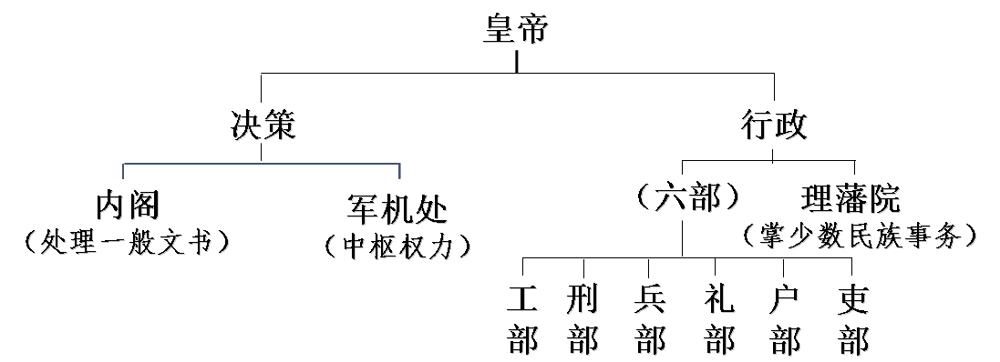 皇帝
决策
行政
内阁
（处理一般文书）
军机处
（中枢权力）
（六部）
理藩院
（掌少数民族事务）
工部
刑部
兵部
礼部
户部
吏部